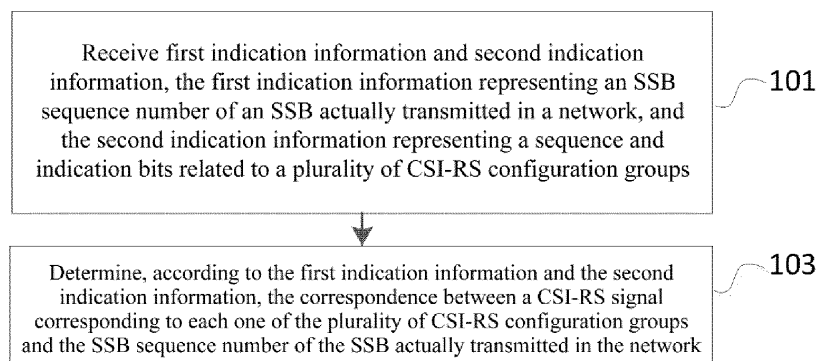 Receive first indication information and second indication
information, the first indication information representing an SSB
sequence number of an SSB actually transmitted in a network, and
the second indication information representing a sequence and
indication bits related to a plurality of CSI-RS configuration groups
101
Determine, according to the first indication information and the second
indication information, the correspondence between a CSI-RS signal
corresponding to each one of the plurality of CSI-RS configuration groups
and the SSB sequence number of the SSB actually transmitted in the network
103